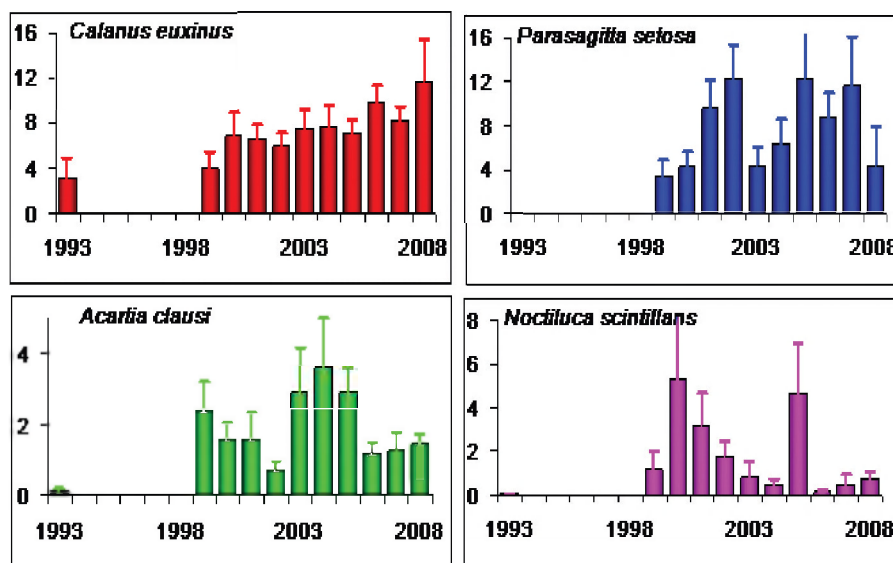 Calanus euxinus
16
12
8
4
0
1993 1998 2003 2008
Parasagitta setosa
16
12
8
4
0
1993 1998 2003 2008
Acartia clausi
4
2
0
1993 1998 2003 2008
Noctiluca scintillans
8
6
4
2
0
1993 1998 2003 2008